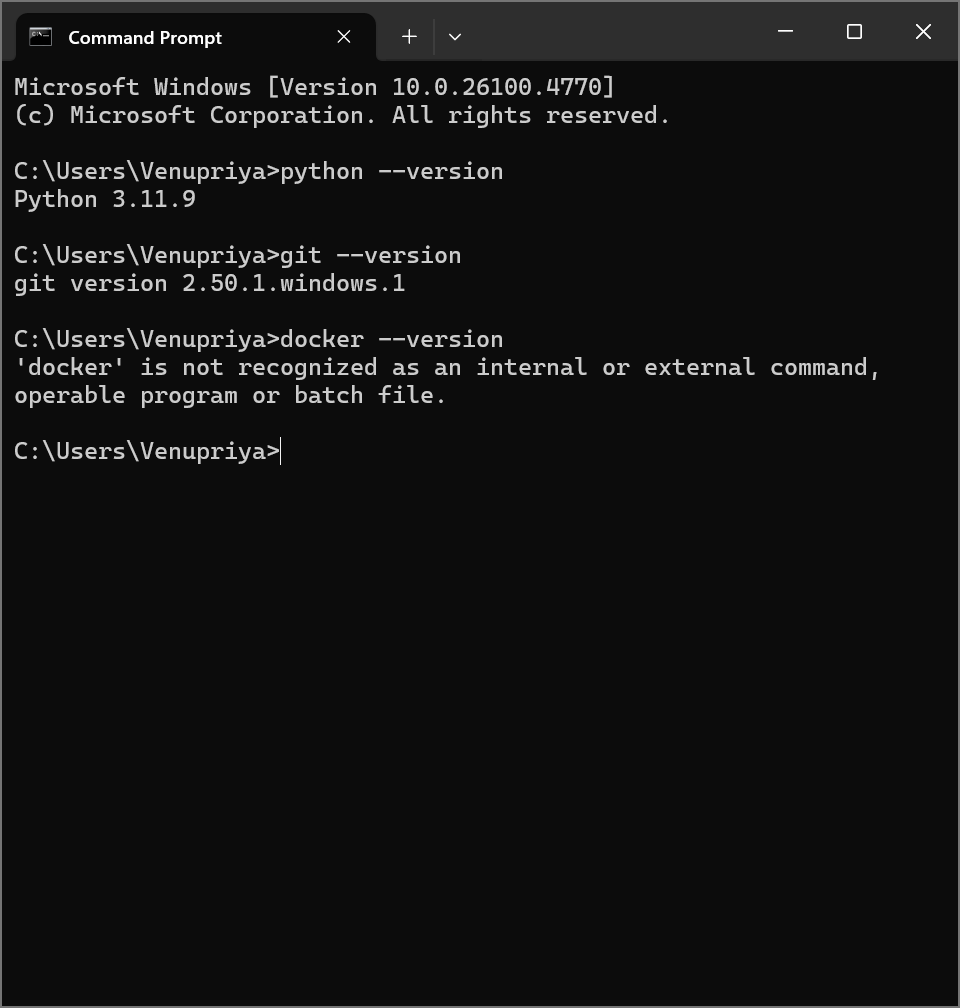 Command Prompt
Microsoft Windows [Version 10.0.26100.4770]
(c) Microsoft Corporation. All rights reserved.
C:\Users\Venupriya>python --version
Python 3.11.9
C:\Users\Venupriya>git --version
git version 2.50.1.windows.1
C:\Users\Venupriya>docker --version
'docker' is not recognized as an internal or external command,
operable program or batch file.
C:\Users\Venupriya>